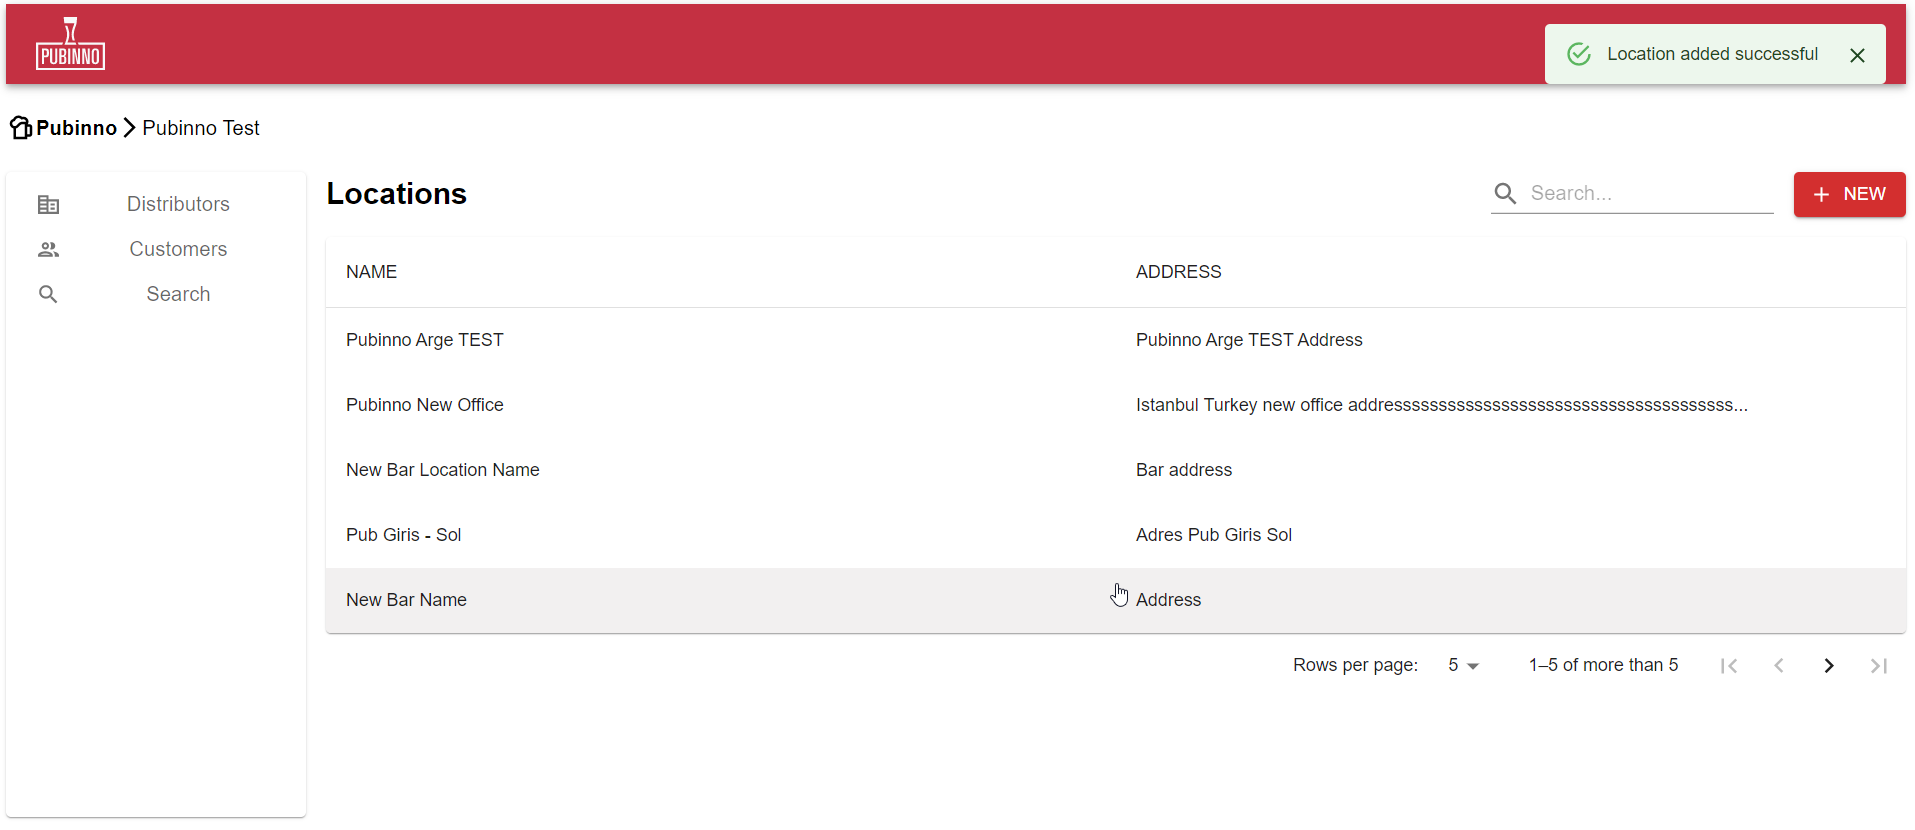 PUBINNO
Location added successful
Pubinno > Pubinno Test
Distributors
Customers
Search
Locations
Search...
+ NEW
NAME ADDRESS
Pubinno Arge TEST Pubinno Arge TEST Address
Pubinno New Office Istanbul Turkey new office addresssssssssssssssssssssssssssssssssssssss...
New Bar Location Name Bar address
Pub Giris - Sol Adres Pub Giris Sol
New Bar Name Address
Rows per page: 5 1–5 of more than 5